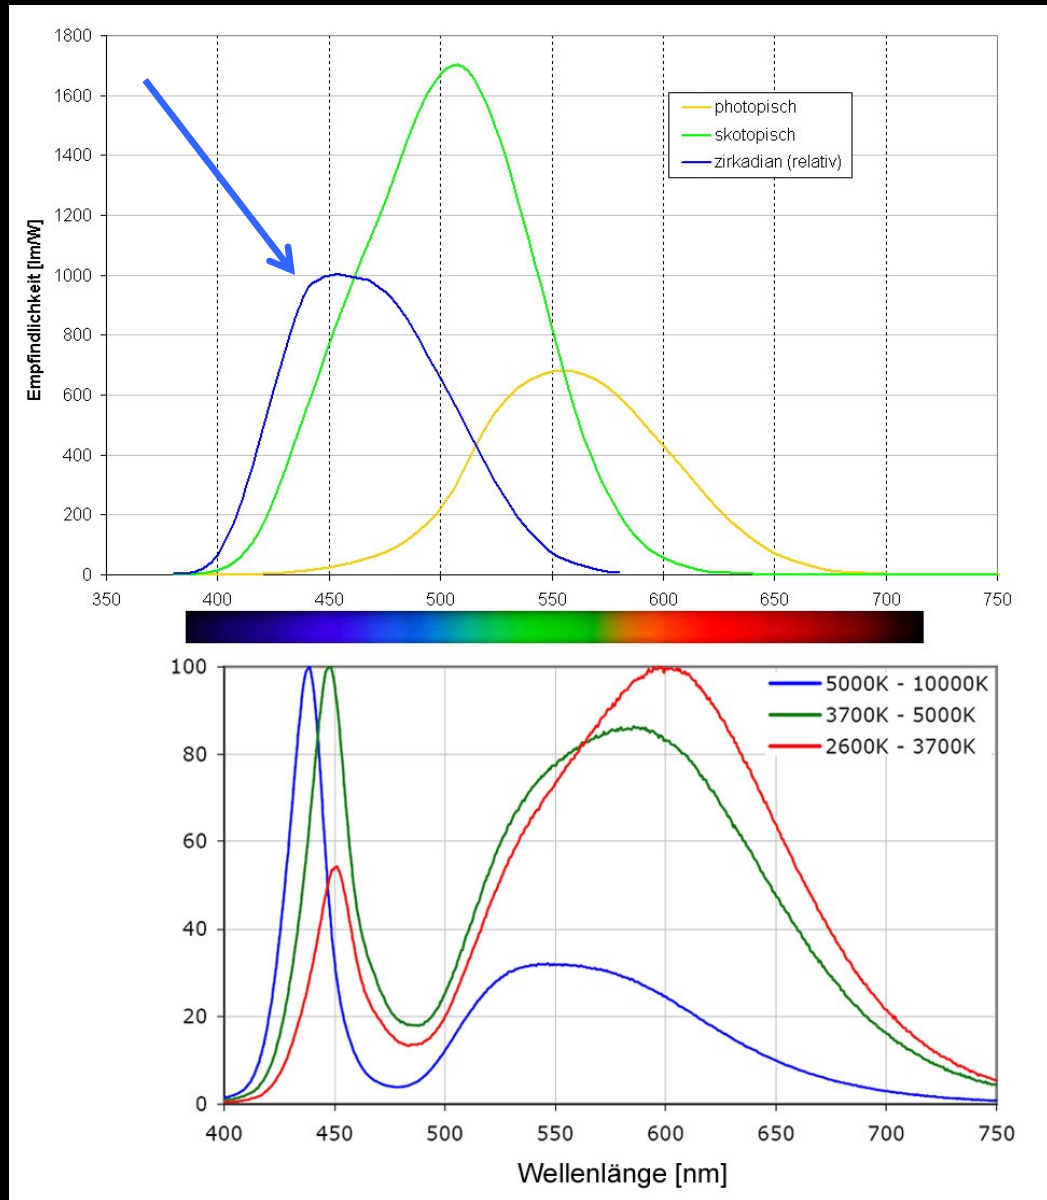 1800
1600
1400
1200
1000
800
600
400
200
0
Empfindlichkeit [lm/W]
photopisch
skotopisch
zirkadian (relativ)
350 400 450 500 550 600 650 700 750
100
80
60
40
20
0
5000K - 10000K
3700K - 5000K
2600K - 3700K
400 450 500 550 600 650 700 750
Wellenlänge [nm]